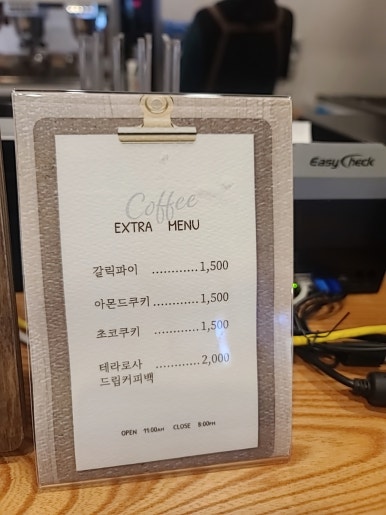 EasyCheck
Coffee
EXTRA MENU
갈릭파이 ............1,500
아몬드쿠키............1,500
초코쿠키 ............1,500
테라로사 ............2,000
드립커피백
OPEN 11:00AM CLOSE 8:00PM